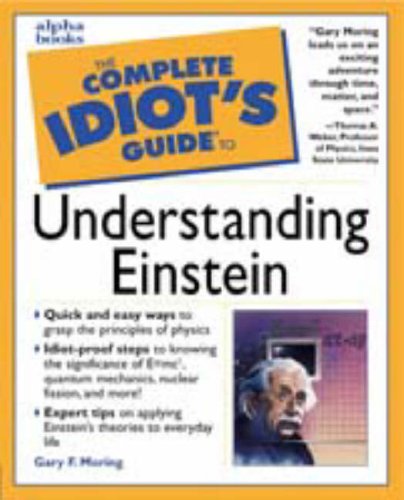 alpha
books
"Gary Moring
leads us on an
exciting
adventure
through time,
matter, and
space."
—Thomas A.
Weber, Professor
of Physics, Iowa
State University
THE
COMPLETE
IDIOT'S
GUIDE TO
Understanding
Einstein
Quick and easy ways to
grasp the principles of physics
Idiot-proof steps to knowing
the significance of E=mc²,
quantum mechanics, nuclear
fission, and more!
Expert tips on applying
Einstein's theories to everyday
life
Gary F. Moring